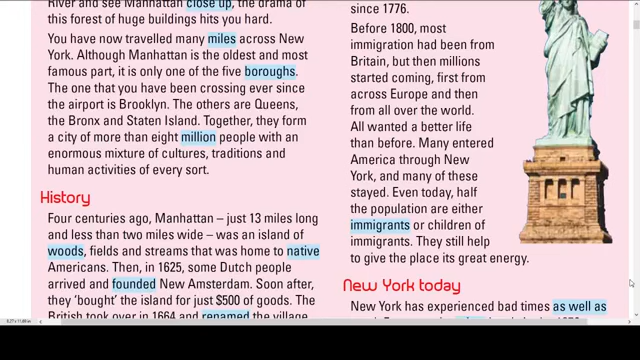 River and see Manhattan close up, the drama of
this forest of huge buildings hits you hard.
You have now travelled many miles across New
York. Although Manhattan is the oldest and most
famous part, it is only one of the five boroughs.
The one that you have been crossing ever since
the airport is Brooklyn. The others are Queens,
the Bronx and Staten Island. Together, they form
a city of more than eight million people with an
enormous mixture of cultures, traditions and
human activities of every sort.
History
Four centuries ago, Manhattan – just 13 miles long
and less than two miles wide – was an island of
woods, fields and streams that was home to native
Americans. Then, in 1625, some Dutch people
arrived and founded New Amsterdam. Soon after,
they ‘bought’ the island for just $500 of goods. The
British took over in 1664 and renamed the village
since 1776.
Before 1800, most
immigration had been from
Britain, but then millions
started coming, first from
across Europe and then
from all over the world.
All wanted a better life
than before. Many entered
America through New
York, and many of these
stayed. Even today, half
the population are either
immigrants or children of
immigrants. They still help
to give the place its great energy.
New York today
New York has experienced bad times as well as